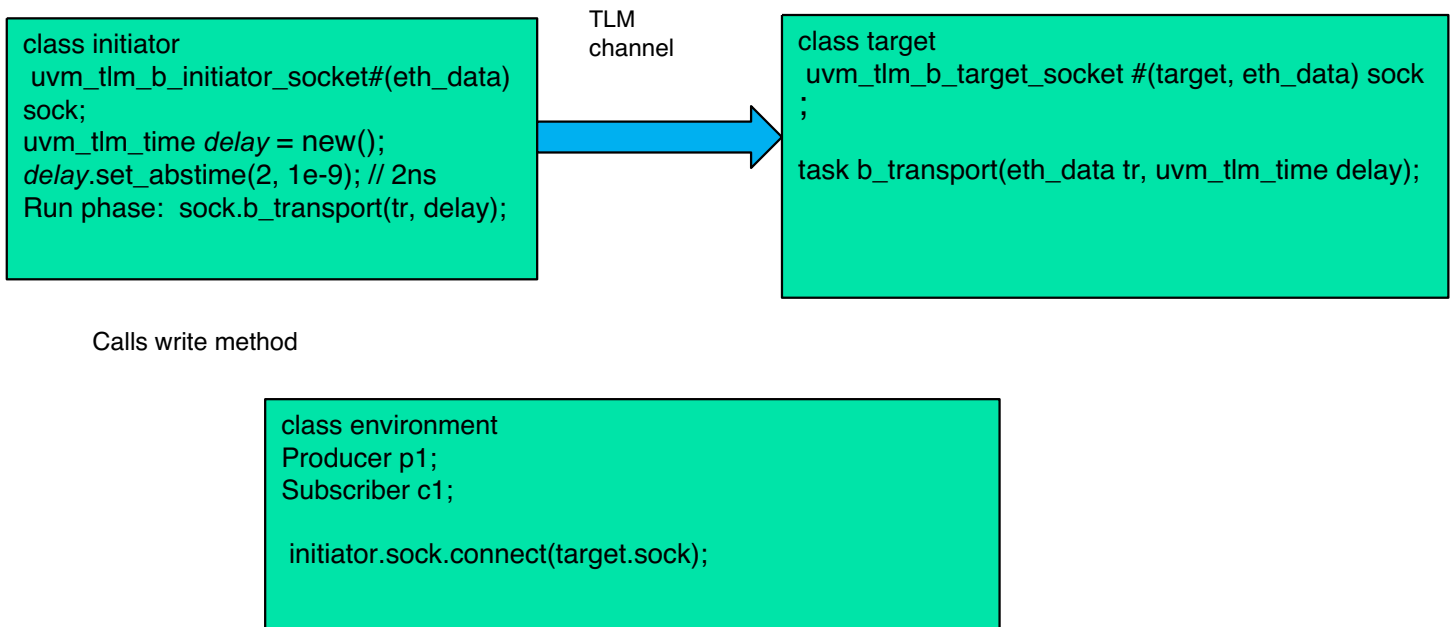 class initiator
uvm_tlm_b_initiator_socket#(eth_data)
sock;
uvm_tlm_time delay = new();
delay.set_abstime(2, 1e-9); // 2ns
Run phase: sock.b_transport(tr, delay);
TLM
channel
class target
uvm_tlm_b_target_socket #(target, eth_data) sock
;
task b_transport(eth_data tr, uvm_tlm_time delay);
Calls write method
class environment
Producer p1;
Subscriber c1;
initiator.sock.connect(target.sock);